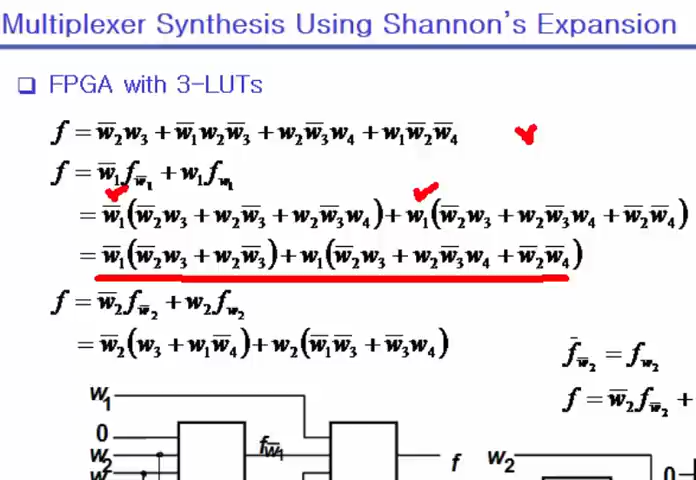 Multiplexer Synthesis Using Shannon's Expansion
❑ FPGA with 3-LUTs
f = w̅₂w₃ + w̅₁w₂w̅₃ + w₂w̅₃w₄ + w₁w̅₂w̅₄
f = w̅₁f_w̅₁ + w₁f_w₁
= w̅₁(w̅₂w₃ + w₂w̅₃ + w₂w̅₃w₄) + w₁(w̅₂w₃ + w₂w̅₃w₄ + w̅₂w̅₄)
= w̅₁(w̅₂w₃ + w₂w̅₃) + w₁(w̅₂w₃ + w₂w̅₃w₄ + w̅₂w̅₄)
f = w̅₂f_w̅₂ + w₂f_w₂
= w̅₂(w₃ + w₁w̅₄) + w₂(w̅₁w̅₃ + w̅₃w₄)
f̅_w̅₂ = f_w₂
f = w̅₂f_w̅₂ +
w₁
0
w₂
f_w̅₁
f
w₂
0